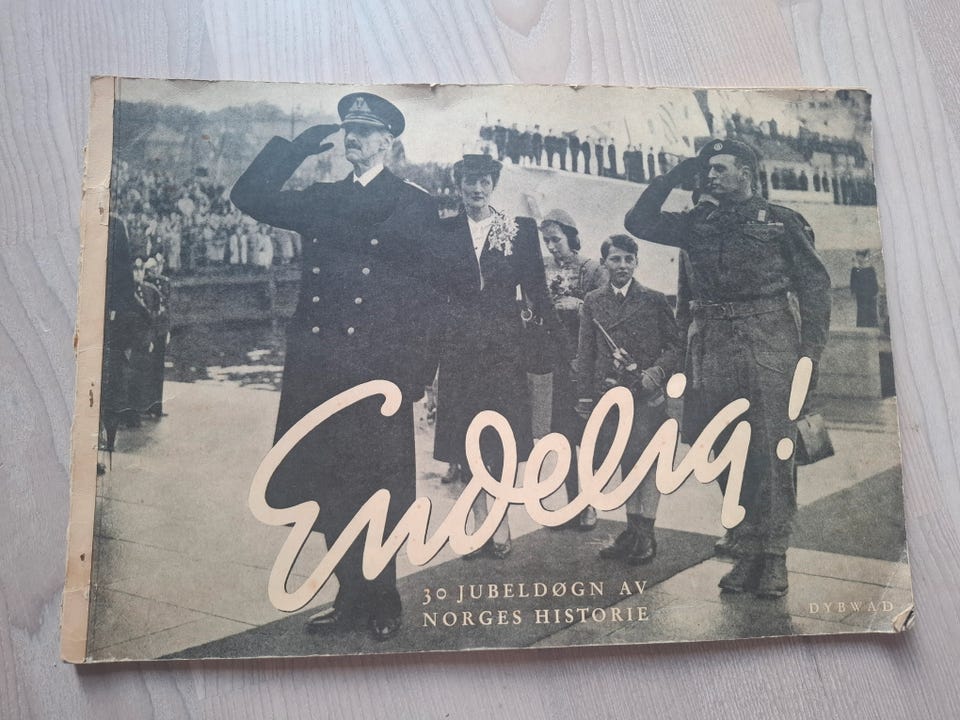 Endelig!
30 JUBELDØGN AV
NORGES HISTORIE
DYBWAD